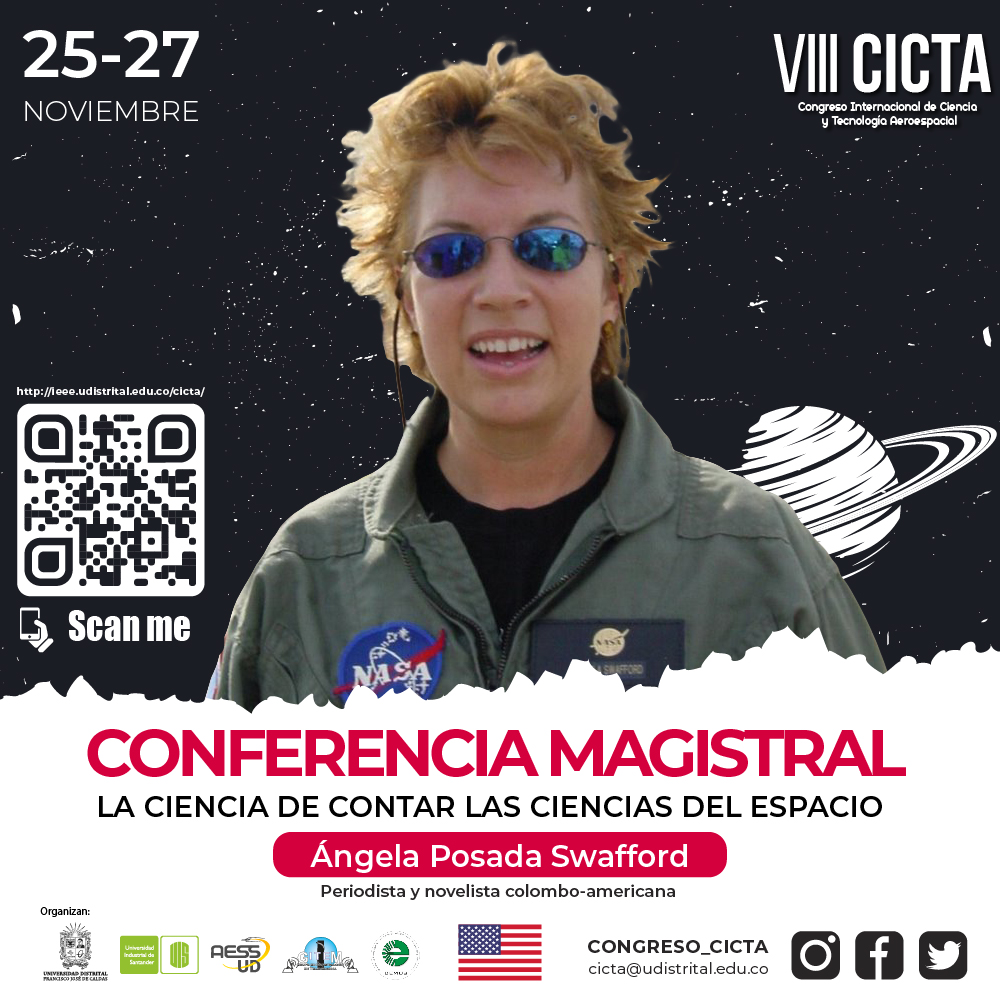 25-27
NOVIEMBRE
VIII CICTA
Congreso Internacional de Ciencia
y Tecnología Aeroespacial
http://ieee.udistrital.edu.co/cicta/
Scan me
NASA
NASA
SWAFFORD
CONFERENCIA MAGISTRAL
LA CIENCIA DE CONTAR LAS CIENCIAS DEL ESPACIO
Ángela Posada Swafford
Periodista y novelista colombo-americana
Organizan:
UNIVERSIDAD DISTRITAL
FRANCISCO JOSÉ DE CALDAS
Universidad
Industrial de
Santander
UIS
AESS
UD
CONGRESO_CICTA
cicta@udistrital.edu.co